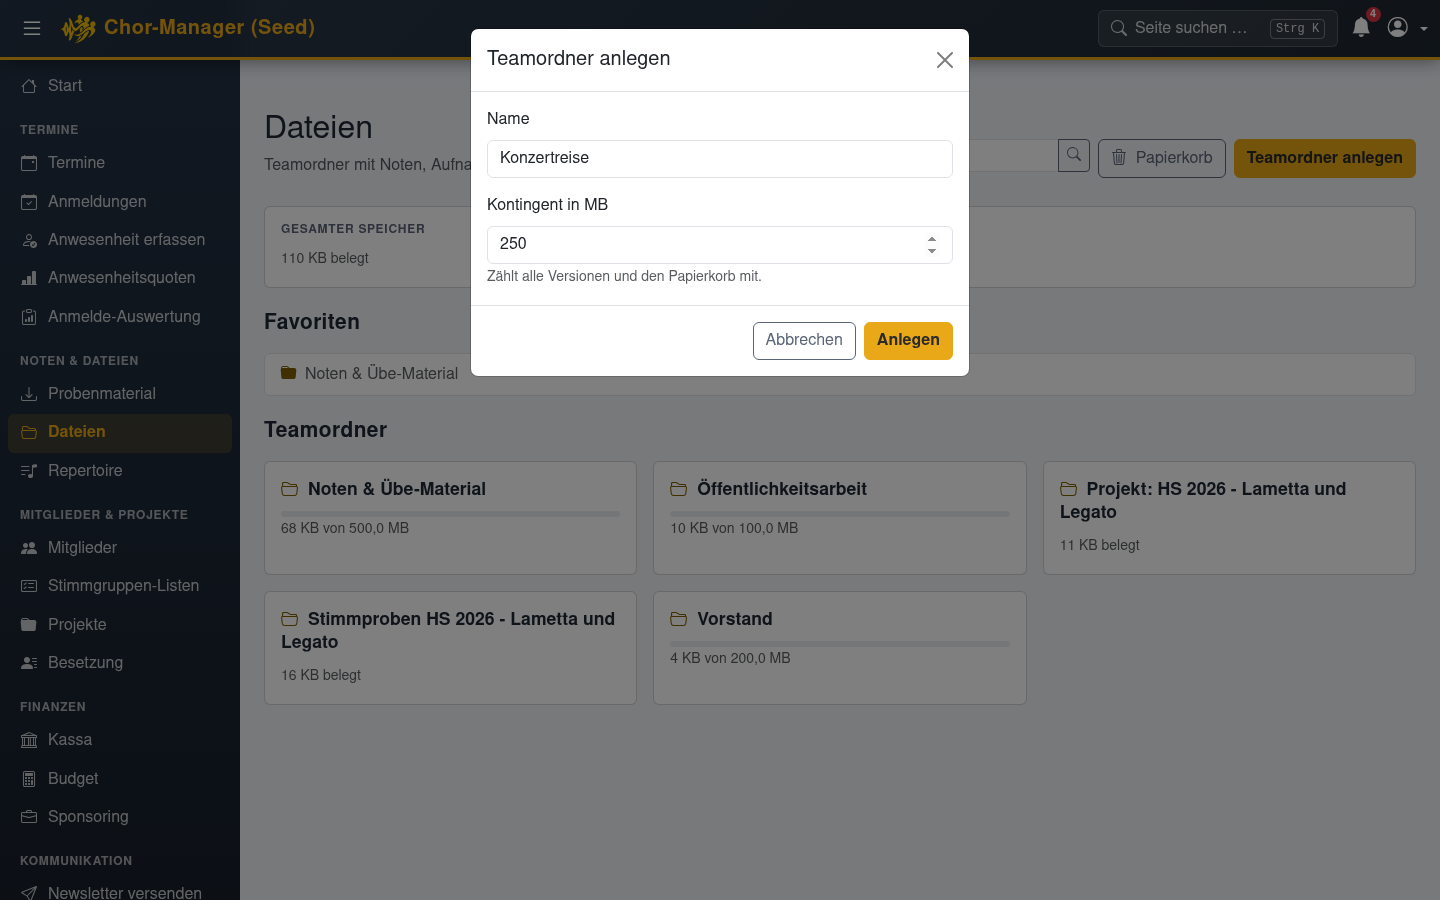 Chor-Manager (Seed)
Seite suchen ...
Strg K
4
Start
TERMINE
Termine
Anmeldungen
Anwesenheit erfassen
Anwesenheitsquoten
Anmelde-Auswertung
NOTEN & DATEIEN
Probenmaterial
Dateien
Repertoire
MITGLIEDER & PROJEKTE
Mitglieder
Stimmgruppen-Listen
Projekte
Besetzung
FINANZEN
Kassa
Budget
Sponsoring
KOMMUNIKATION
Newsletter versenden
Dateien
Teamordner mit Noten, Aufna
Papierkorb
Teamordner anlegen
GESAMTER SPEICHER
110 KB belegt
Favoriten
Noten & Übe-Material
Teamordner
Noten & Übe-Material
68 KB von 500,0 MB
Öffentlichkeitsarbeit
10 KB von 100,0 MB
Projekt: HS 2026 - Lametta und
Legato
11 KB belegt
Stimmproben HS 2026 - Lametta und
Legato
16 KB belegt
Vorstand
4 KB von 200,0 MB
Teamordner anlegen
Name
Konzertreise
Kontingent in MB
250
Zählt alle Versionen und den Papierkorb mit.
Abbrechen
Anlegen